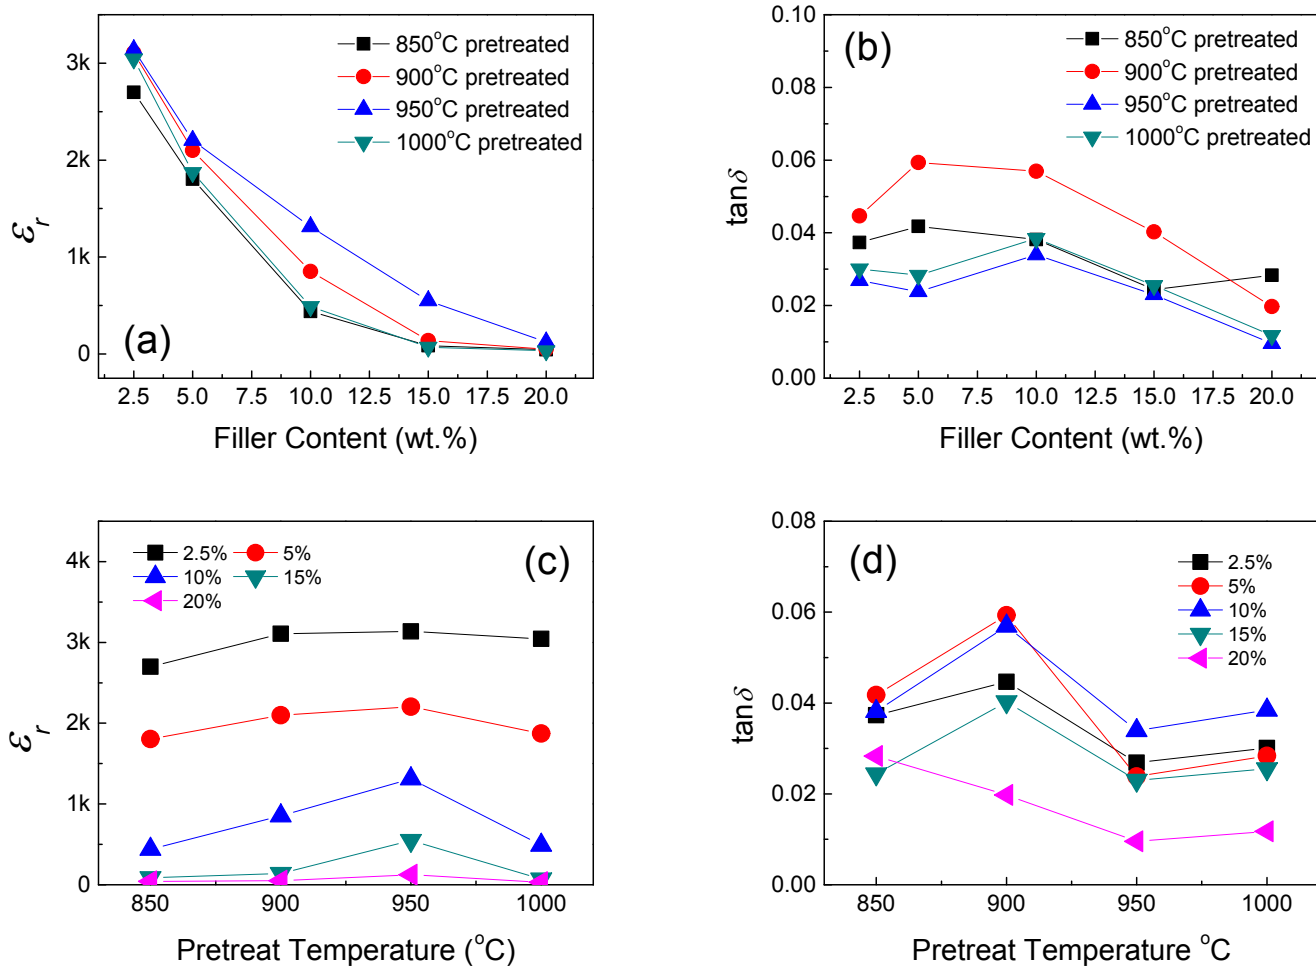 (a)
850°C pretreated
900°C pretreated
950°C pretreated
1000°C pretreated
3k
2k
1k
0
εr
2.5 5.0 7.5 10.0 12.5 15.0 17.5 20.0
Filler Content (wt.%)
(b)
850°C pretreated
900°C pretreated
950°C pretreated
1000°C pretreated
0.10
0.08
0.06
0.04
0.02
0.00
tanδ
2.5 5.0 7.5 10.0 12.5 15.0 17.5 20.0
Filler Content (wt.%)
(c)
2.5% 5%
10% 15%
20%
4k
3k
2k
1k
0
εr
850 900 950 1000
Pretreat Temperature (°C)
(d)
2.5%
5%
10%
15%
20%
0.08
0.06
0.04
0.02
0.00
tanδ
850 900 950 1000
Pretreat Temperature °C